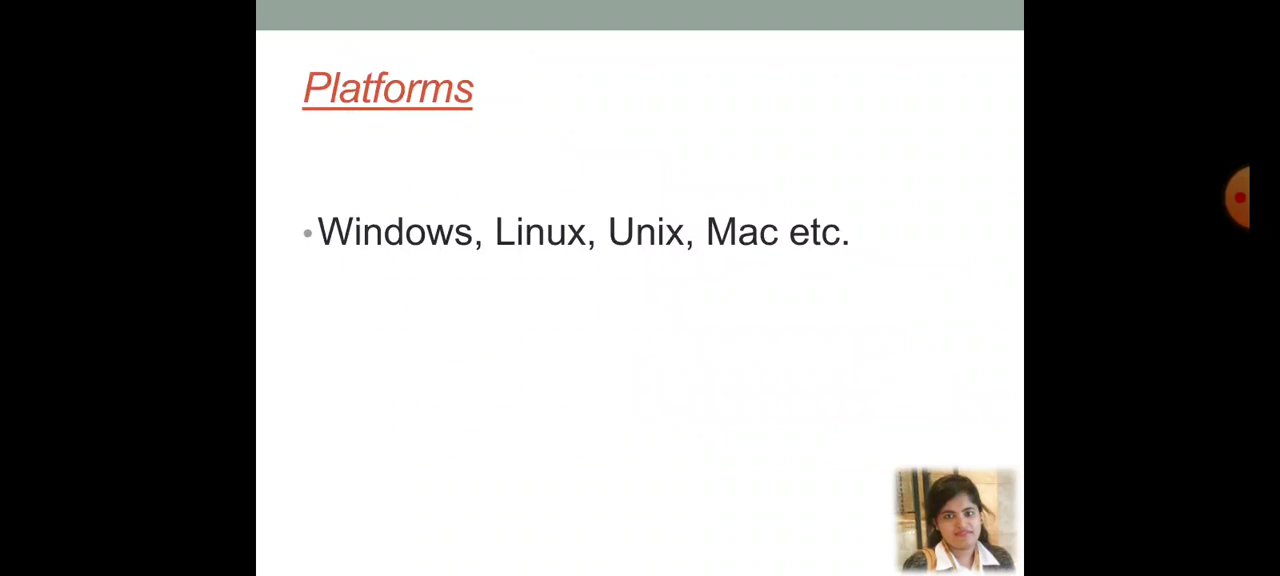 Platforms
•Windows, Linux, Unix, Mac etc.